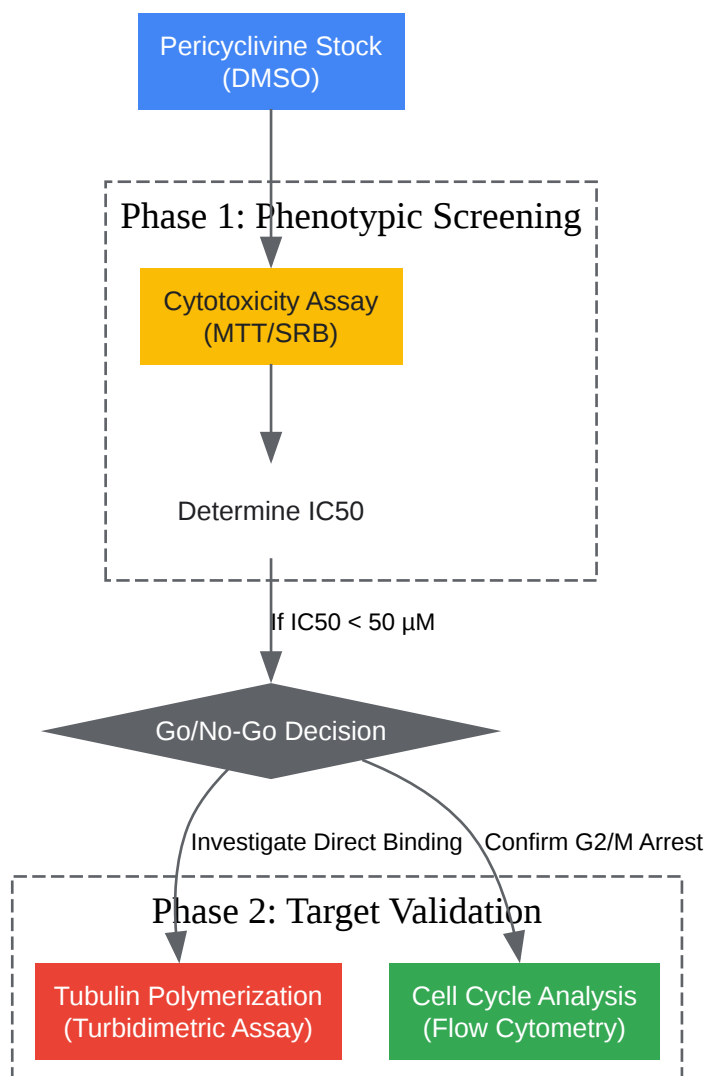 Pericyclivine Stock
(DMSO)
Phase 1: Phenotypic Screening
Cytotoxicity Assay
(MTT/SRB)
Determine IC50
If IC50 < 50 µM
Go/No-Go Decision
Investigate Direct Binding
Confirm G2/M Arrest
Phase 2: Target Validation
Tubulin Polymerization
(Turbidimetric Assay)
Cell Cycle Analysis
(Flow Cytometry)